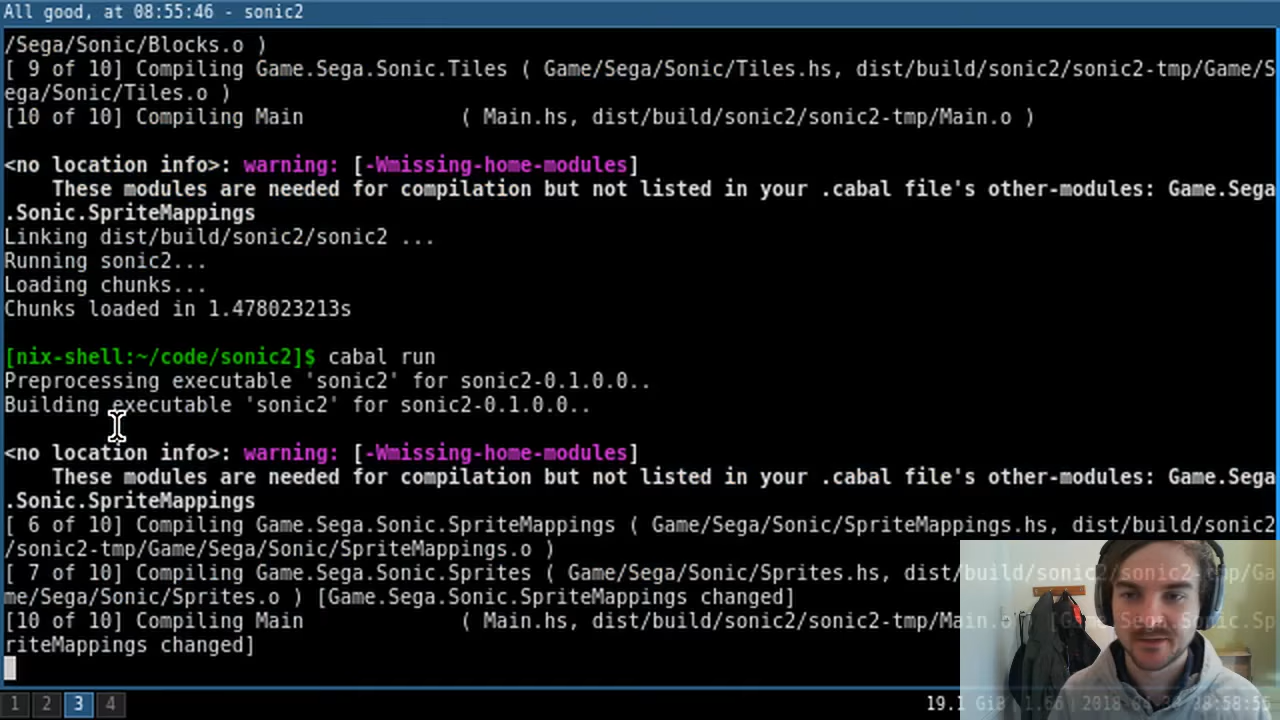 All good, at 08:55:46 - sonic2
/Sega/Sonic/Blocks.o )
[ 9 of 10] Compiling Game.Sega.Sonic.Tiles ( Game/Sega/Sonic/Tiles.hs, dist/build/sonic2/sonic2-tmp/Game/S
ega/Sonic/Tiles.o )
[10 of 10] Compiling Main             ( Main.hs, dist/build/sonic2/sonic2-tmp/Main.o )
<no location info>: warning: [-Wmissing-home-modules]
    These modules are needed for compilation but not listed in your .cabal file's other-modules: Game.Sega
.Sonic.SpriteMappings
Linking dist/build/sonic2/sonic2 ...
Running sonic2...
Loading chunks...
Chunks loaded in 1.478023213s
[nix-shell:~/code/sonic2]$ cabal run
Preprocessing executable 'sonic2' for sonic2-0.1.0.0..
Building executable 'sonic2' for sonic2-0.1.0.0..
<no location info>: warning: [-Wmissing-home-modules]
    These modules are needed for compilation but not listed in your .cabal file's other-modules: Game.Sega
.Sonic.SpriteMappings
[ 6 of 10] Compiling Game.Sega.Sonic.SpriteMappings ( Game/Sega/Sonic/SpriteMappings.hs, dist/build/sonic2
/sonic2-tmp/Game/Sega/Sonic/SpriteMappings.o )
[ 7 of 10] Compiling Game.Sega.Sonic.Sprites ( Game/Sega/Sonic/Sprites.hs, dist/build/sonic2/sonic2-tmp/Ga
me/Sega/Sonic/Sprites.o ) [Game.Sega.Sonic.SpriteMappings changed]
[10 of 10] Compiling Main             ( Main.hs, dist/build/sonic2/sonic2-tmp/Main.o ) [Game.Sega.Sonic.Sp
riteMappings changed]
1 2 3 4 19.1 GiB